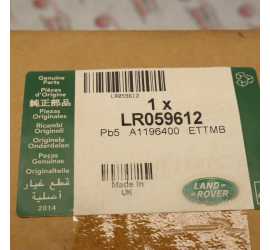 Genuine Parts
Pièces d'Origine
純正部品
Piezas Originales
Ricambi Originali
Originele Onderdelen
Peças Genuínas
Originalteile
قطع غيار أصلية
2014
LR059612
1 x
LR059612
Pb5 A1196400 ETTMB
Made In
UK
LAND-
ROVER